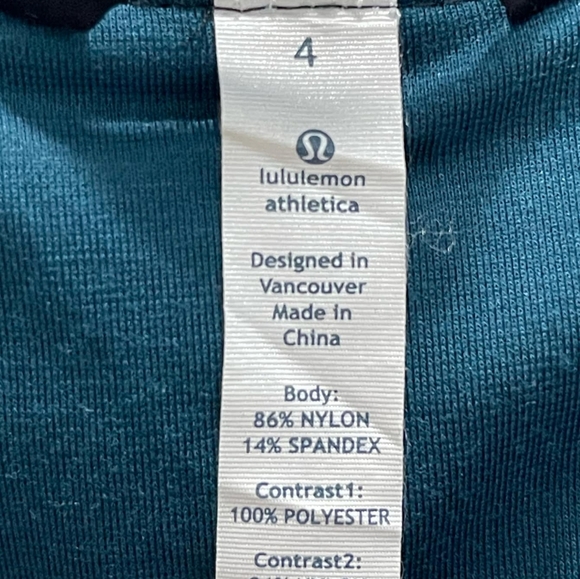 4
lululemon
athletica
Designed in
Vancouver
Made in
China
Body:
86% NYLON
14% SPANDEX
Contrast1:
100% POLYESTER
Contrast2: